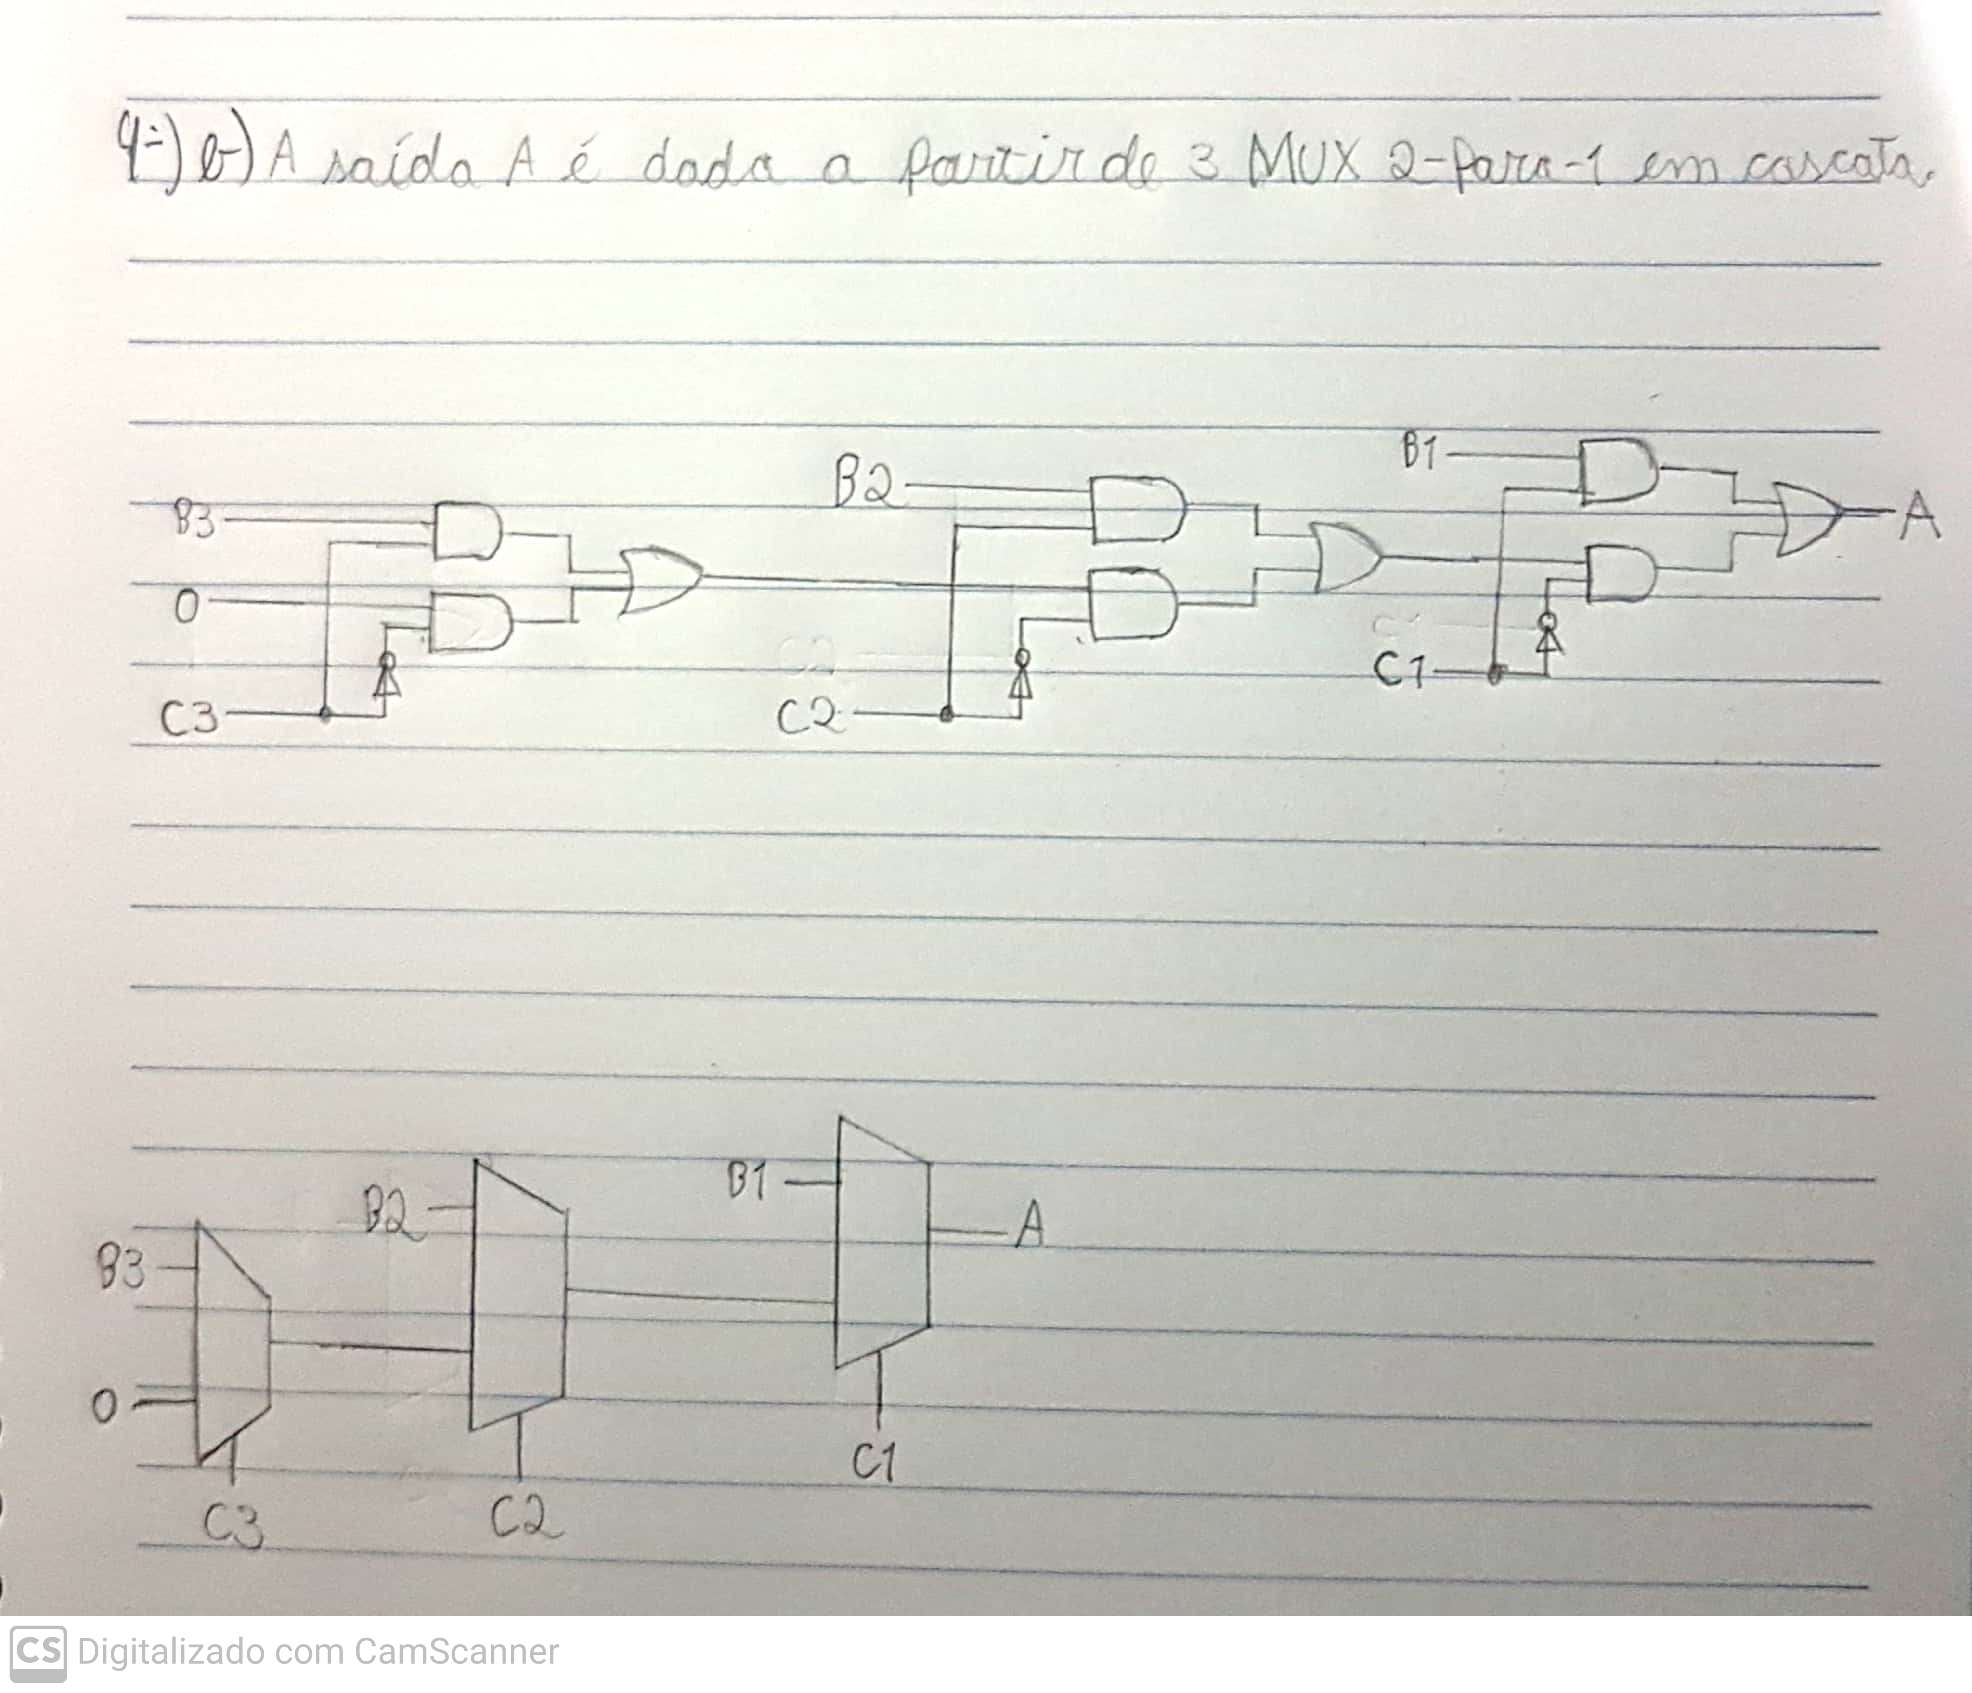 4-) b-) A saída A é dada a partir de 3 MUX 2-para-1 em cascata.
B1
B2
B3
A
0
C1
C3
C2
B1
B2
A
B3
0
C1
C3
C2
CS Digitalizado com CamScanner